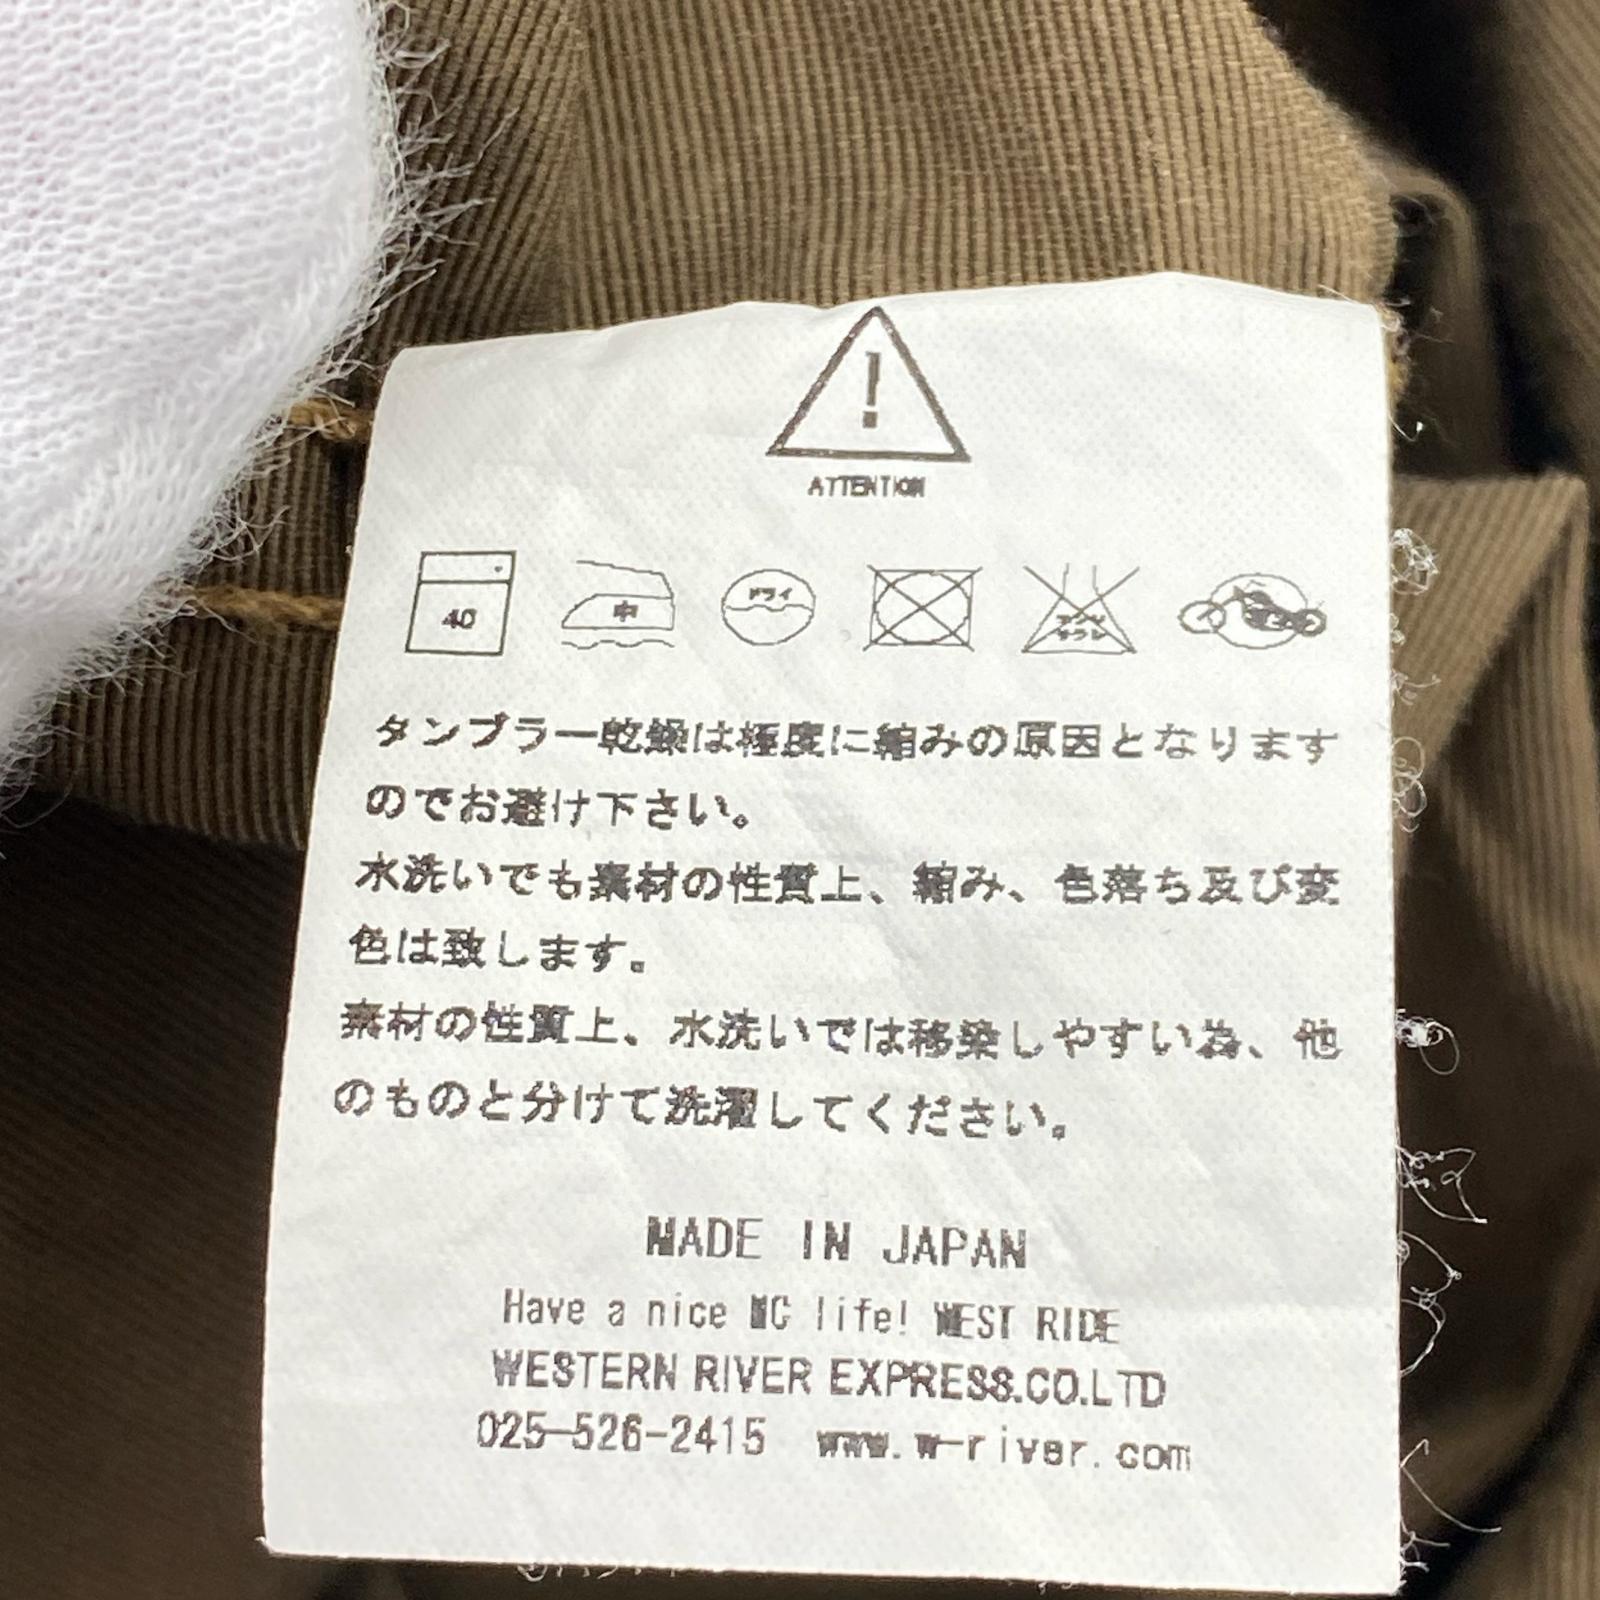 !
ATTENTION
40 中 ドライ エンソ サラシ
タンブラー乾燥は極度に縮みの原因となります
のでお避け下さい。
水洗いでも素材の性質上、縮み、色落ち及び変
色は致します。
素材の性質上、水洗いでは移染しやすい為、他
のものと分けて洗濯してください。
MADE IN JAPAN
Have a nice MC life! WEST RIDE
WESTERN RIVER EXPRESS.CO.LTD
025-526-2415 www.w-river.com